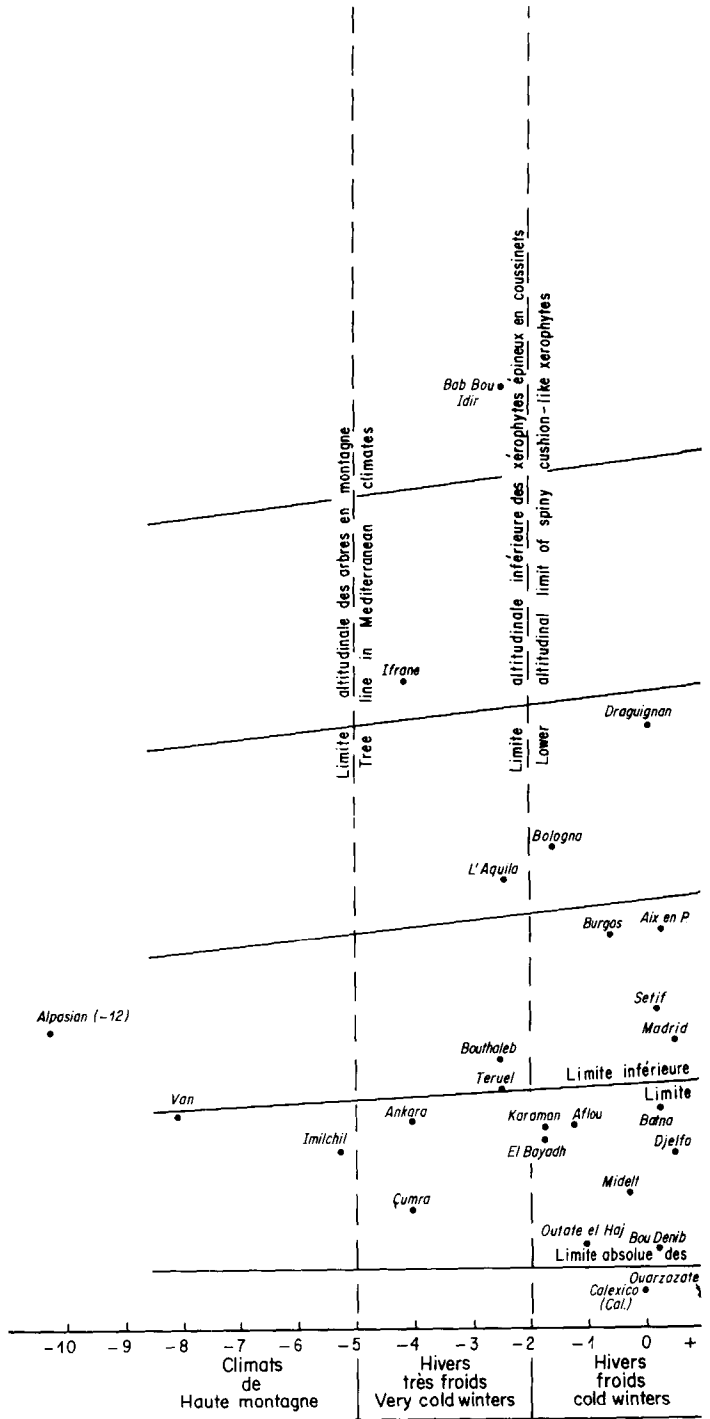 Limite altitudinale des arbres en montagne
Tree line in Mediterranean climates
Limite altitudinale inférieure des xérophytes épineux en coussinets
Lower altitudinal limit of spiny cushion-like xerophytes
Bab Bou
Idir
Ifrane
Draguignan
Bologna
L'Aquila
Burgos
Aix en P.
Setif
Alpasian (-12)
Madrid
Bouthaleb
Teruel
Limite inférieure
Limite
Van
Ankara
Karaman
Aflou
Batna
Imilchil
El Bayadh
Djelfa
Midelt
Çumra
Outate el Haj
Bou Denib
Limite absolue des
Ouarzazate
Calexico
(Cal.)
-10 -9 -8 -7 -6 -5 -4 -3 -2 -1 0 +
Climats
de
Haute montagne
Hivers
très froids
Very cold winters
Hivers
froids
cold winters